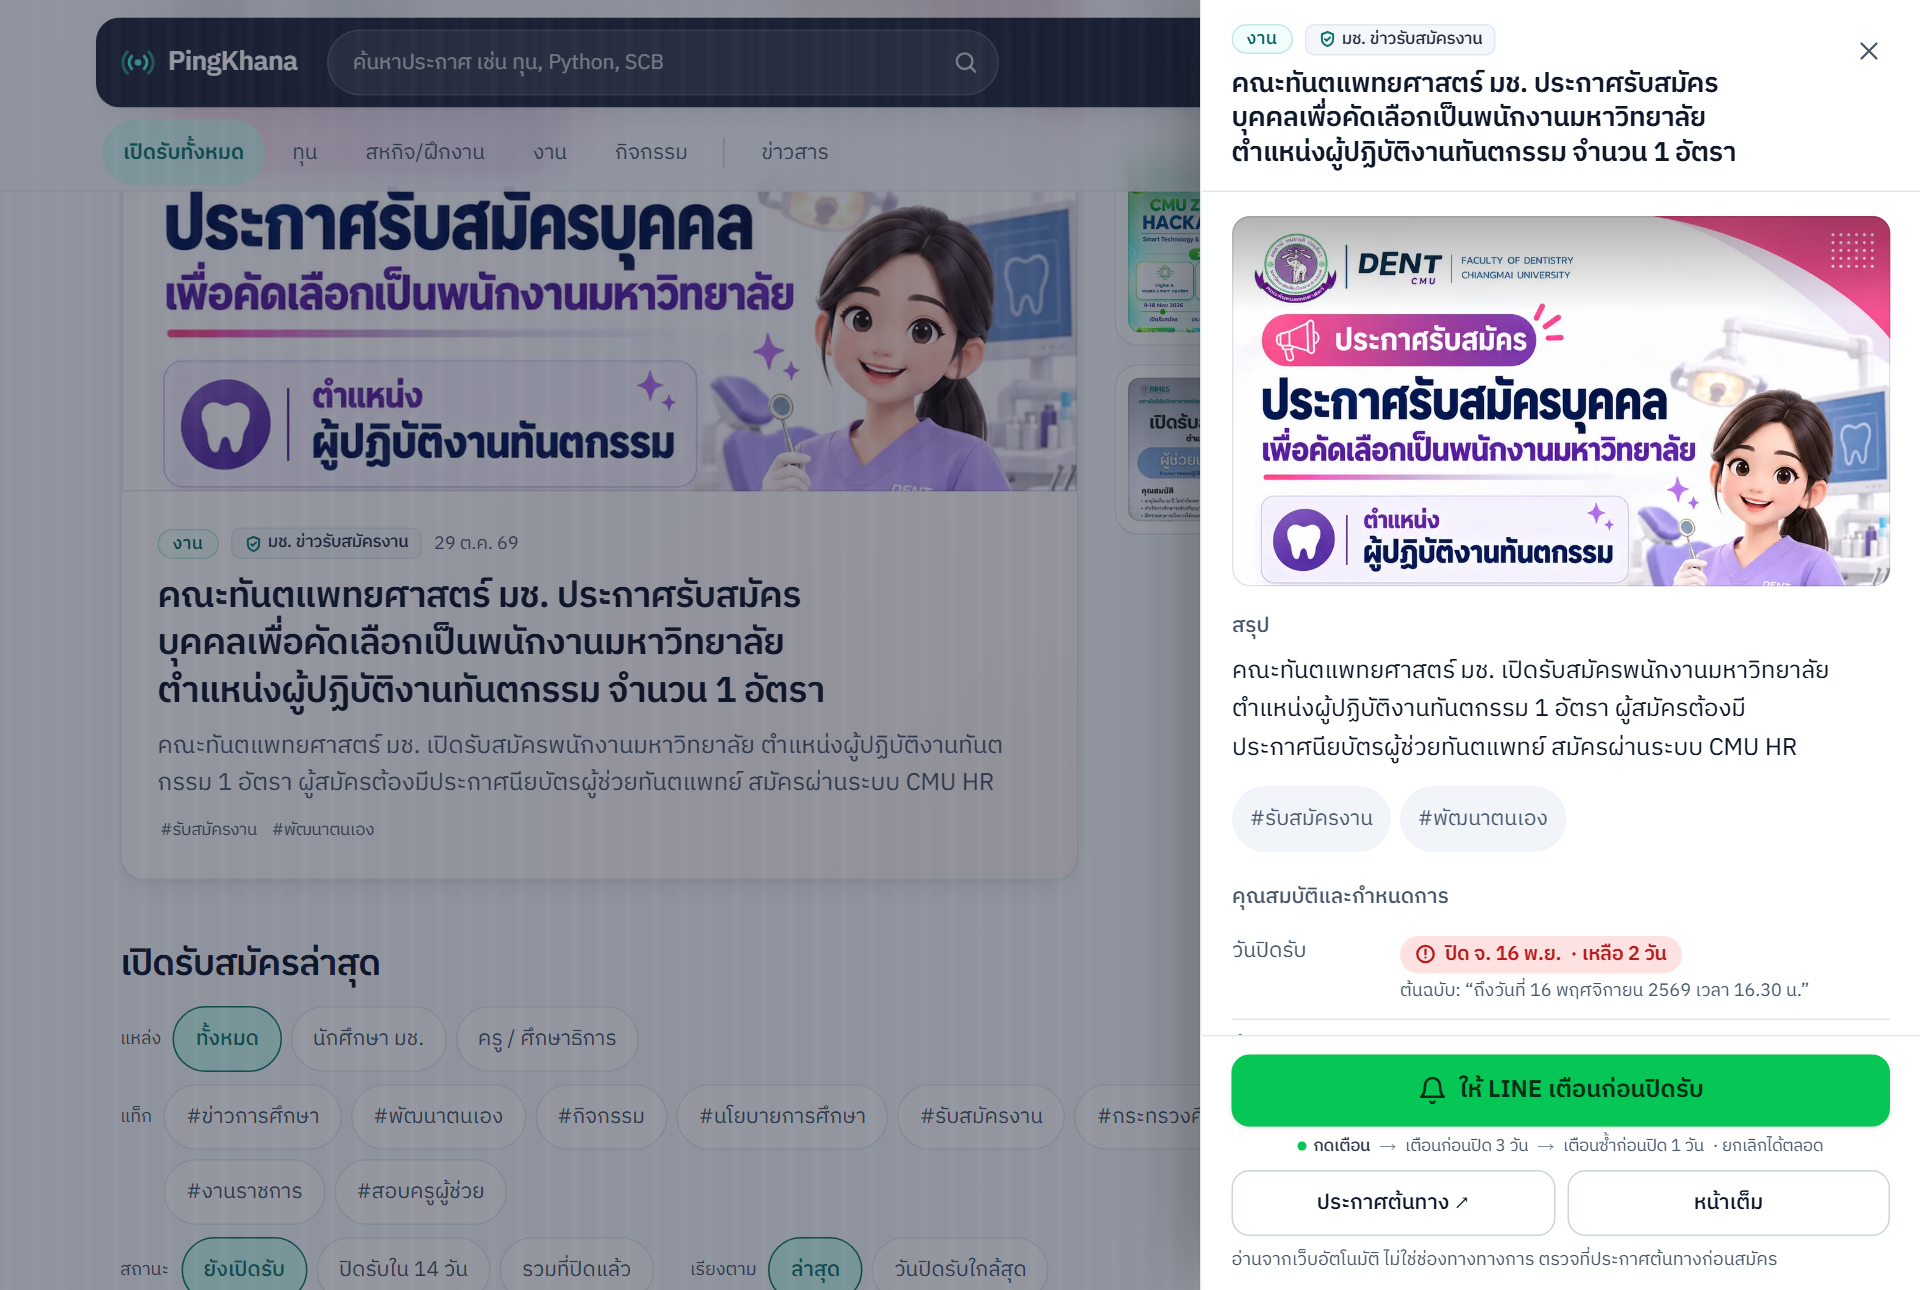 PingKhana
ค้นหาประกาศ เช่น ทุน, Python, SCB
เปิดรับทั้งหมด
ทุน
สหกิจ/ฝึกงาน
งาน
กิจกรรม
ข่าวสาร
ประกาศรับสมัครบุคคล
เพื่อคัดเลือกเป็นพนักงานมหาวิทยาลัย
ตำแหน่ง
ผู้ปฏิบัติงานทันตกรรม
DENT
งาน
มช. ข่าวรับสมัครงาน
29 ต.ค. 69
คณะทันตแพทยศาสตร์ มช. ประกาศรับสมัคร
บุคคลเพื่อคัดเลือกเป็นพนักงานมหาวิทยาลัย
ตำแหน่งผู้ปฏิบัติงานทันตกรรม จำนวน 1 อัตรา
คณะทันตแพทยศาสตร์ มช. เปิดรับสมัครพนักงานมหาวิทยาลัย ตำแหน่งผู้ปฏิบัติงานทันต
กรรม 1 อัตรา ผู้สมัครต้องมีประกาศนียบัตรผู้ช่วยทันตแพทย์ สมัครผ่านระบบ CMU HR
#รับสมัครงาน #พัฒนาตนเอง
CMU Z
HACKA
Smart Technology &
9-18 Nov 2026
RIHES
เปิดรับ
ผู้ช่วย
คุณสมบัติ
เปิดรับสมัครล่าสุด
แหล่ง
ทั้งหมด
นักศึกษา มช.
ครู / ศึกษาธิการ
แท็ก
#ข่าวการศึกษา
#พัฒนาตนเอง
#กิจกรรม
#นโยบายการศึกษา
#รับสมัครงาน
#กระทรวงศึ
#งานราชการ
#สอบครูผู้ช่วย
สถานะ
ยังเปิดรับ
ปิดรับใน 14 วัน
รวมที่ปิดแล้ว
เรียงตาม
ล่าสุด
วันปิดรับใกล้สุด
งาน
มช. ข่าวรับสมัครงาน
คณะทันตแพทยศาสตร์ มช. ประกาศรับสมัคร
บุคคลเพื่อคัดเลือกเป็นพนักงานมหาวิทยาลัย
ตำแหน่งผู้ปฏิบัติงานทันตกรรม จำนวน 1 อัตรา
DENT
CMU
FACULTY OF DENTISTRY
CHIANGMAI UNIVERSITY
ประกาศรับสมัคร
ประกาศรับสมัครบุคคล
เพื่อคัดเลือกเป็นพนักงานมหาวิทยาลัย
ตำแหน่ง
ผู้ปฏิบัติงานทันตกรรม
DENT
สรุป
คณะทันตแพทยศาสตร์ มช. เปิดรับสมัครพนักงานมหาวิทยาลัย
ตำแหน่งผู้ปฏิบัติงานทันตกรรม 1 อัตรา ผู้สมัครต้องมี
ประกาศนียบัตรผู้ช่วยทันตแพทย์ สมัครผ่านระบบ CMU HR
#รับสมัครงาน
#พัฒนาตนเอง
คุณสมบัติและกำหนดการ
วันปิดรับ
ปิด จ. 16 พ.ย. · เหลือ 2 วัน
ต้นฉบับ: “ถึงวันที่ 16 พฤศจิกายน 2569 เวลา 16.30 น.”
ให้ LINE เตือนก่อนปิดรับ
กดเตือน → เตือนก่อนปิด 3 วัน → เตือนซ้ำก่อนปิด 1 วัน · ยกเลิกได้ตลอด
ประกาศต้นทาง ↗
หน้าเต็ม
อ่านจากเว็บอัตโนมัติ ไม่ใช่ช่องทางทางการ ตรวจที่ประกาศต้นทางก่อนสมัคร